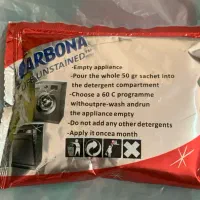 CARBONA
UNSTAINED
-Empty appliance
-Pour the whole 50 gr sachet into
the detergent compartment
-Choose a 60 C programme
withoutpre-wash andrun
the appliance empty
-Do not add any other detergents
-Apply it oncea month